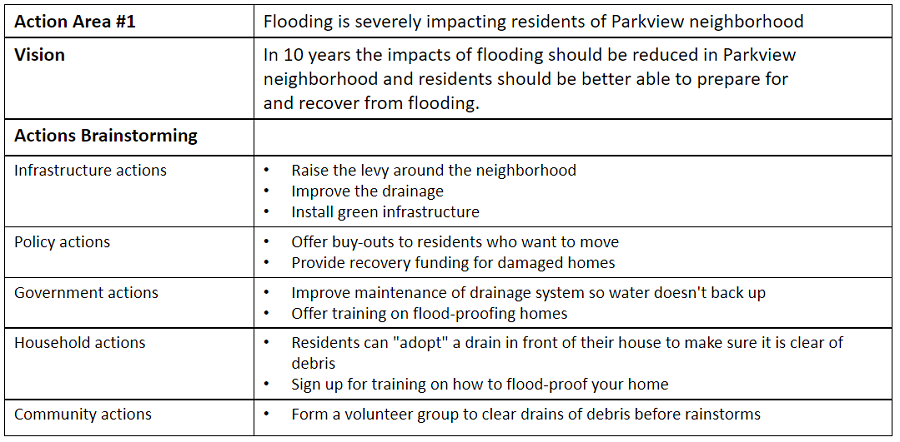 Action Area #1
Flooding is severely impacting residents of Parkview neighborhood
Vision
In 10 years the impacts of flooding should be reduced in Parkview
neighborhood and residents should be better able to prepare for
and recover from flooding.
Actions Brainstorming
Infrastructure actions
• Raise the levy around the neighborhood
• Improve the drainage
• Install green infrastructure
Policy actions
• Offer buy-outs to residents who want to move
• Provide recovery funding for damaged homes
Government actions
• Improve maintenance of drainage system so water doesn't back up
• Offer training on flood-proofing homes
Household actions
• Residents can "adopt" a drain in front of their house to make sure it is clear of
debris
• Sign up for training on how to flood-proof your home
Community actions
• Form a volunteer group to clear drains of debris before rainstorms